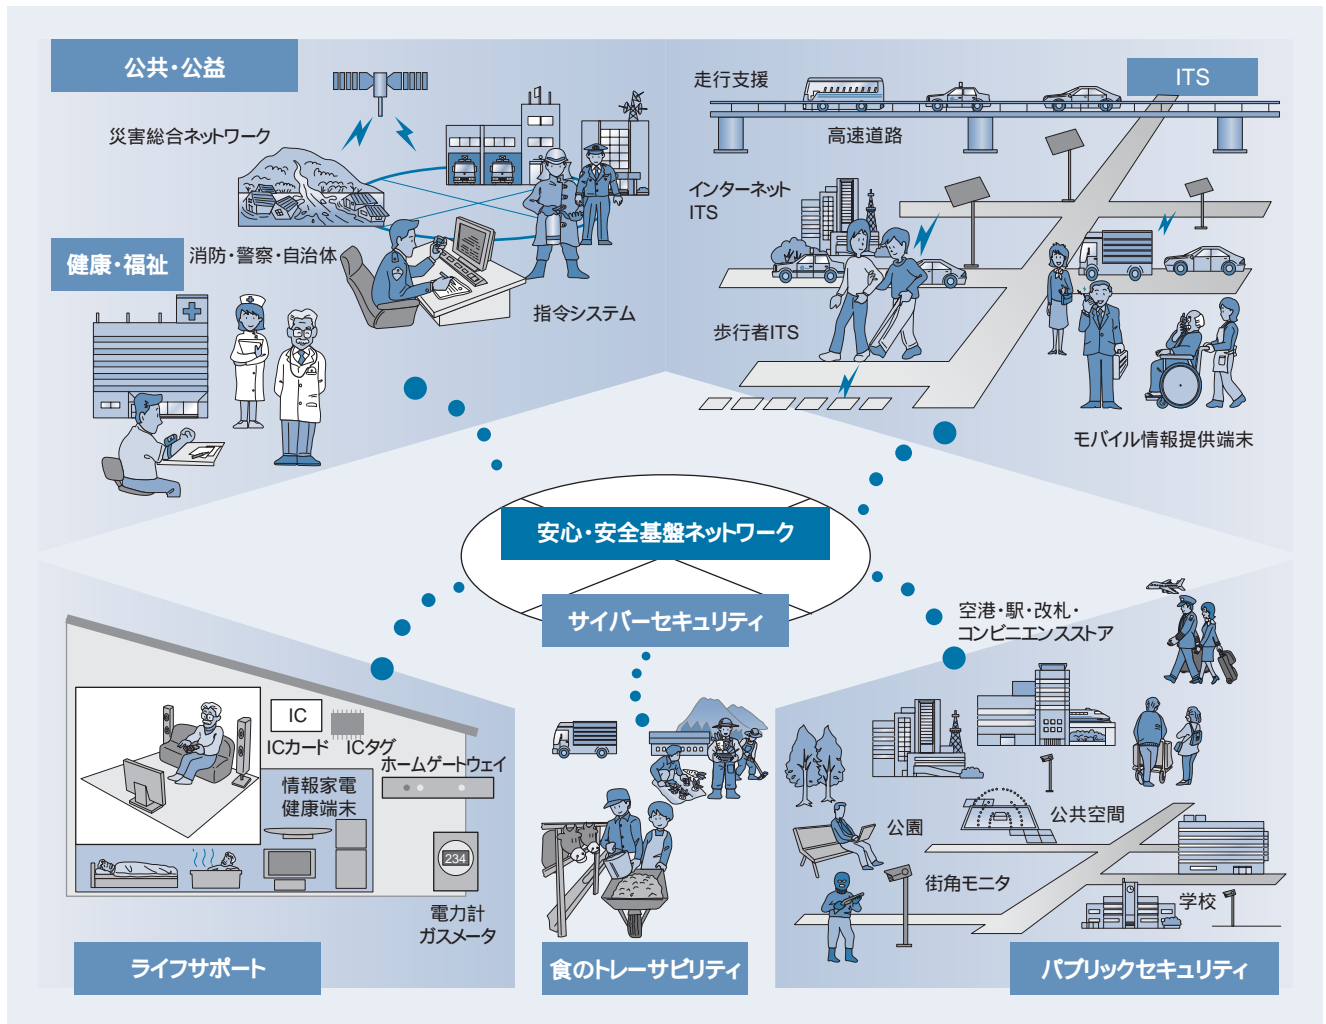 公共・公益
災害総合ネットワーク
消防・警察・自治体
指令システム
健康・福祉
ITS
走行支援
高速道路
インターネット
ITS
歩行者ITS
モバイル情報提供端末
安心・安全基盤ネットワーク
サイバーセキュリティ
IC
ICカード
ICタグ
ホームゲートウェイ
情報家電
健康端末
234
電力計
ガスメータ
ライフサポート
食のトレーサビリティ
空港・駅・改札・
コンビニエンスストア
公園
公共空間
街角モニタ
学校
パブリックセキュリティ